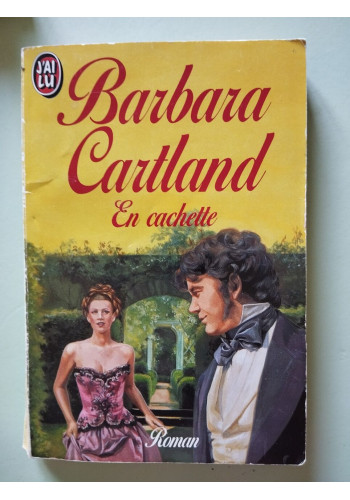 J'AI
LU
Barbara
Cartland
En cachette
Roman